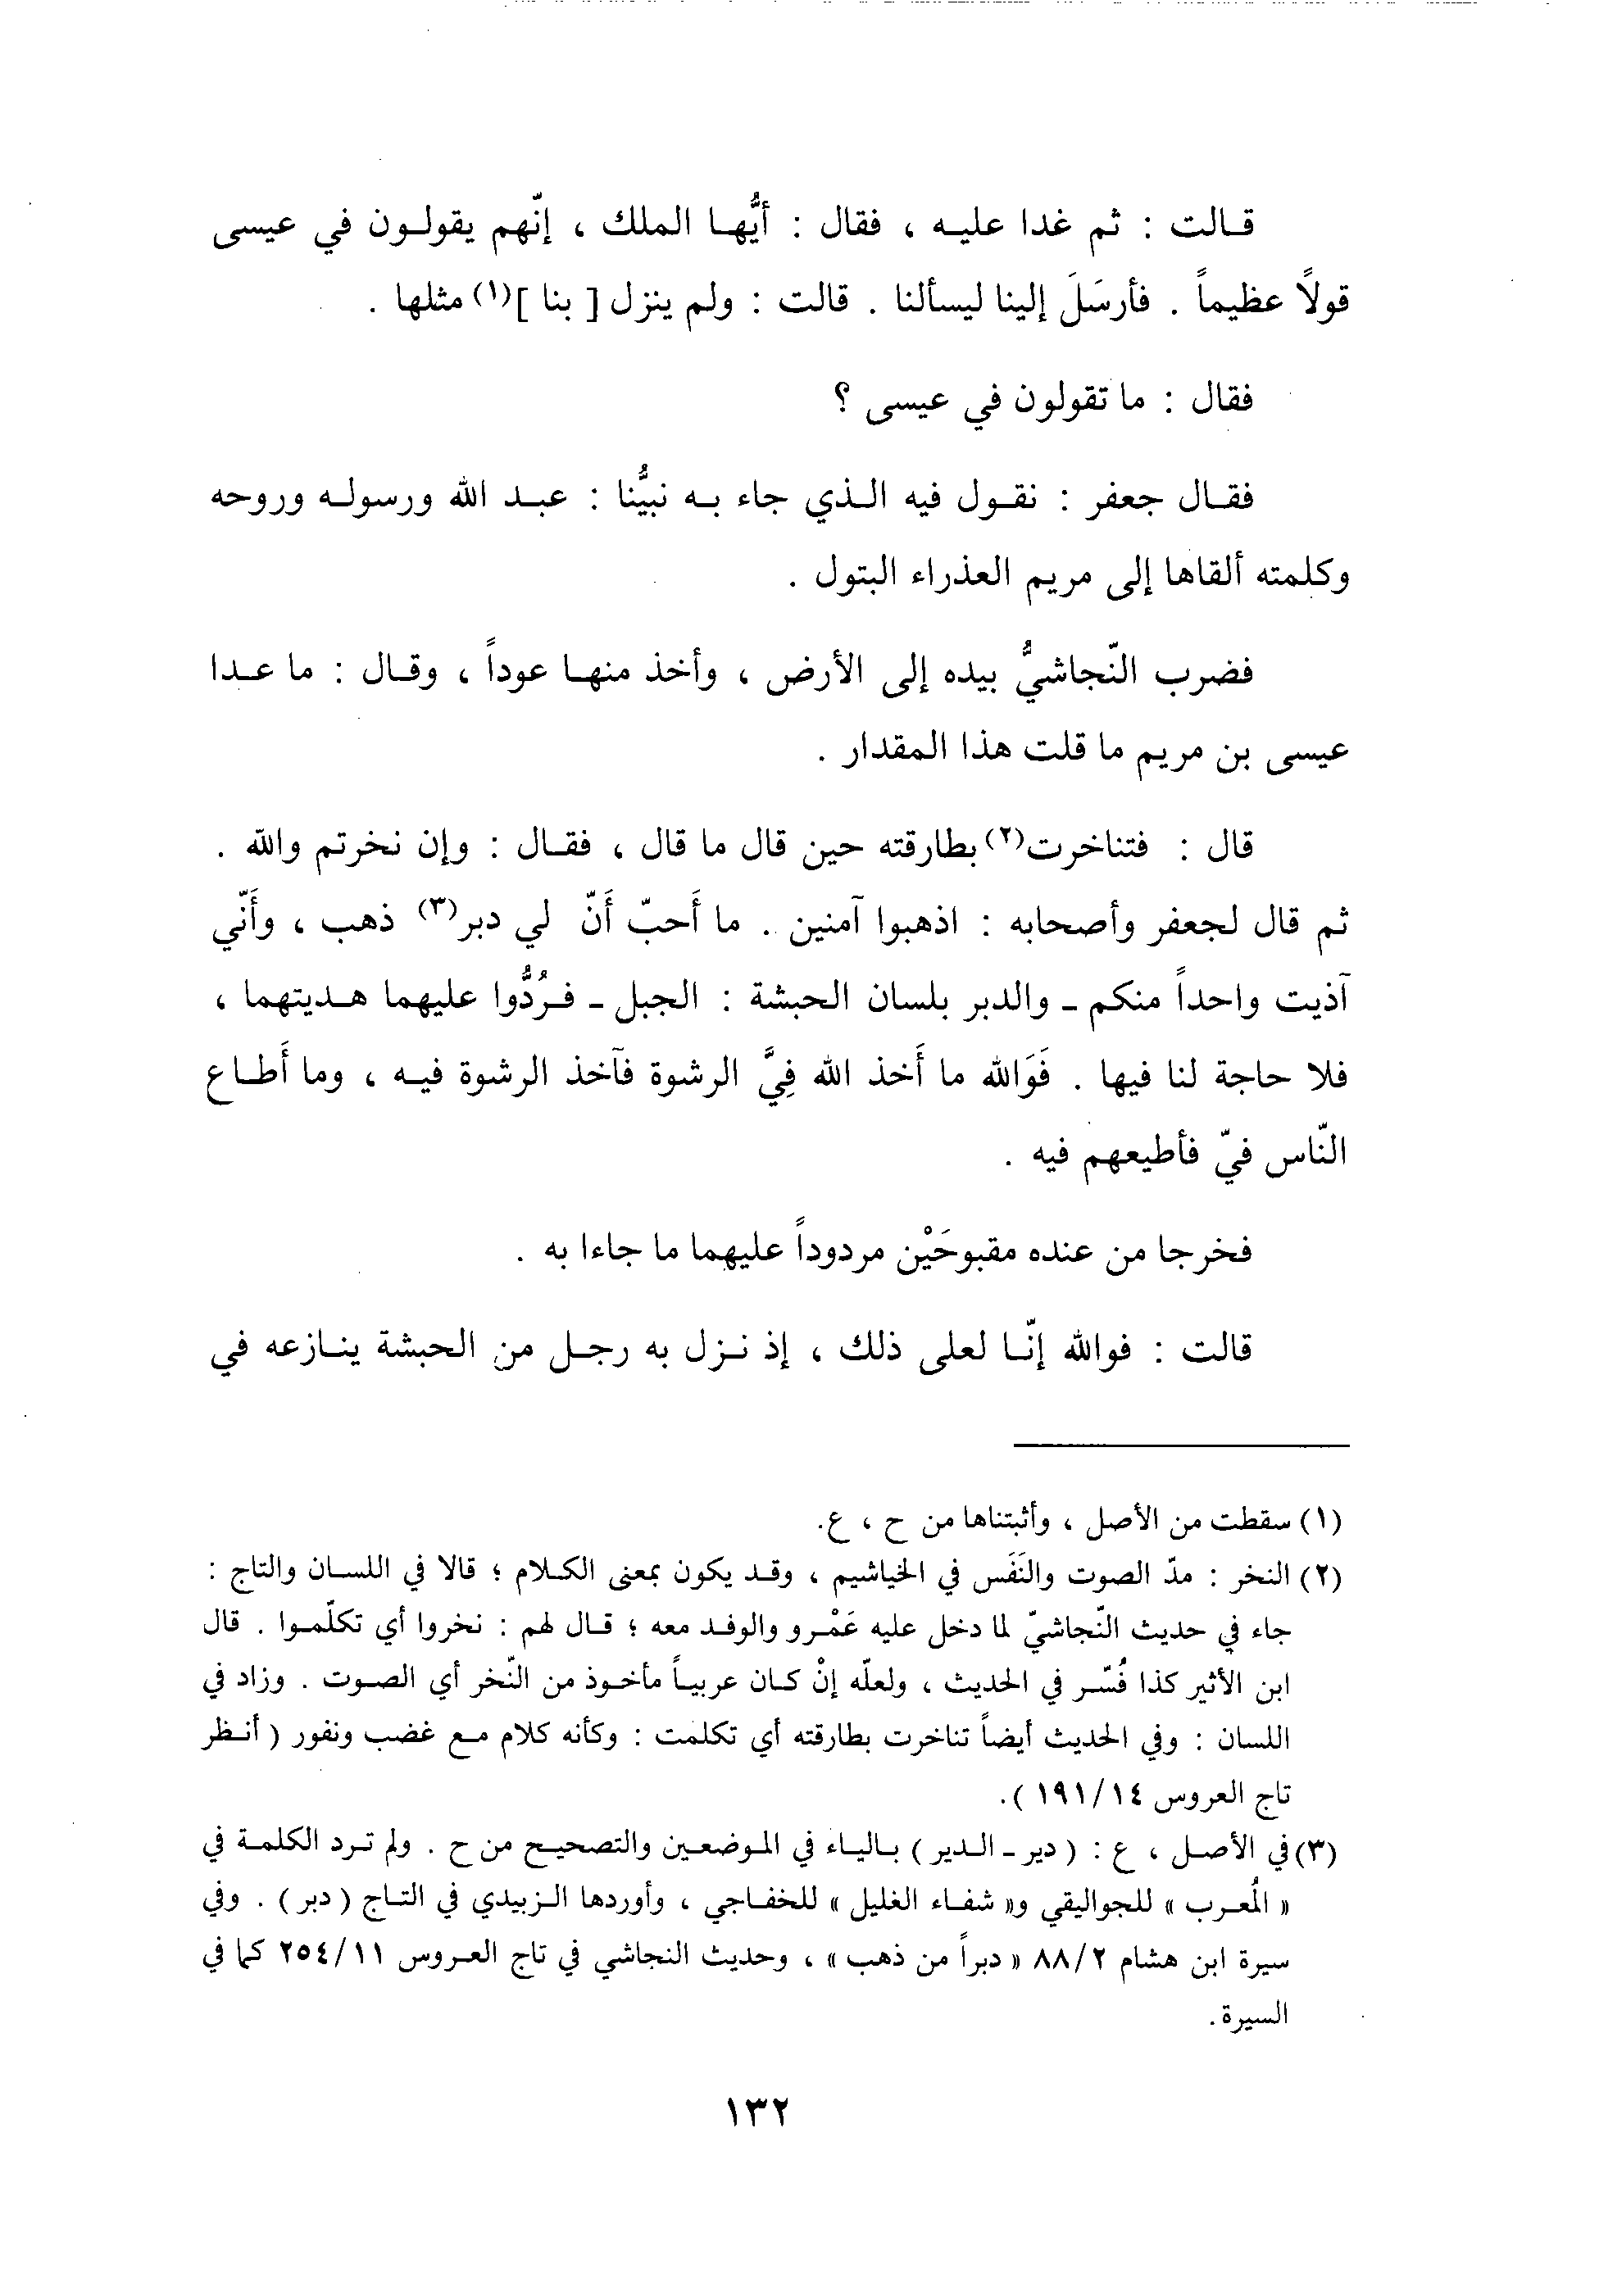 قالت : ثم غدا عليه ، فقال : أيُّها الملك ، إنّهم يقولون في عيسى
قولاً عظيماً . فأرسَلَ إلينا ليسألنا . قالت : ولم ينزل [ بنا ](١) مثلها .
فقال : ما تقولون في عيسى ؟
فقال جعفر : نقول فيه الذي جاء به نبيُّنا : عبد الله ورسوله وروحه
وكلمته ألقاها إلى مريم العذراء البتول .
فضرب النّجاشيُّ بيده إلى الأرض ، وأخذ منها عوداً ، وقال : ما عدا
عيسى بن مريم ما قلت هذا المقدار .
قال : فتناخرت(٢) بطارقته حين قال ما قال ، فقال : وإن نخرتم والله .
ثم قال لجعفر وأصحابه : اذهبوا آمنين . ما أَحبّ أَنّ لي دبر(٣) ذهب ، وأَنّي
آذيت واحداً منكم ـ والدبر بلسان الحبشة : الجبل ـ فرُدُّوا عليهما هديتهما ،
فلا حاجة لنا فيها . فَوَالله ما أَخذ الله فِيَّ الرشوة فآخذ الرشوة فيه ، وما أَطاع
النّاس فيّ فأطيعهم فيه .
فخرجا من عنده مقبوحَيْن مردوداً عليهما ما جاءا به .
قالت : فوالله إنّا لعلى ذلك ، إذ نزل به رجل من الحبشة ينازعه في
(١) سقطت من الأصل ، وأثبتناها من ح ، ع.
(٢) النخر : مدّ الصوت والنَفَس في الخياشيم ، وقد يكون بمعنى الكلام ؛ قالا في اللسان والتاج :
جاء في حديث النّجاشيّ لما دخل عليه عَمْرو والوفد معه ؛ قال لهم : نخروا أي تكلّموا . قال
ابن الأثير كذا فُسّر في الحديث ، ولعلّه إنْ كان عربياً مأخوذ من النّخر أي الصوت . وزاد في
اللسان : وفي الحديث أيضاً تناخرت بطارقته أي تكلمت : وكأنه كلام مع غضب ونفور ( أنظر
تاج العروس ١٩١/١٤ ).
(٣) في الأصل ، ع : ( دير ـ الدير ) بالياء في الموضعين والتصحيح من ح . ولم ترد الكلمة في
« المُعرب » للجواليقي و« شفاء الغليل » للخفاجي ، وأوردها الزبيدي في التاج ( دبر ) . وفي
سيرة ابن هشام ٨٨/٢ « دبراً من ذهب » ، وحديث النجاشي في تاج العروس ٢٥٤/١١ كما في
السيرة .
١٣٢